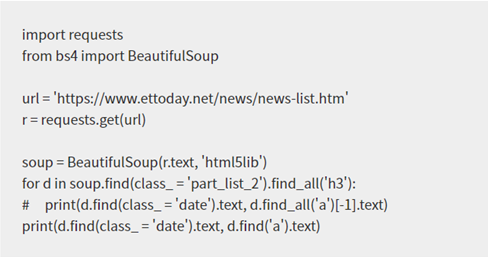 import requests
from bs4 import BeautifulSoup
url = 'https://www.ettoday.net/news/news-list.htm'
r = requests.get(url)
soup = BeautifulSoup(r.text, 'html5lib')
for d in soup.find(class_ = 'part_list_2').find_all('h3'):
#    print(d.find(class_ = 'date').text, d.find_all('a')[-1].text)
print(d.find(class_ = 'date').text, d.find('a').text)